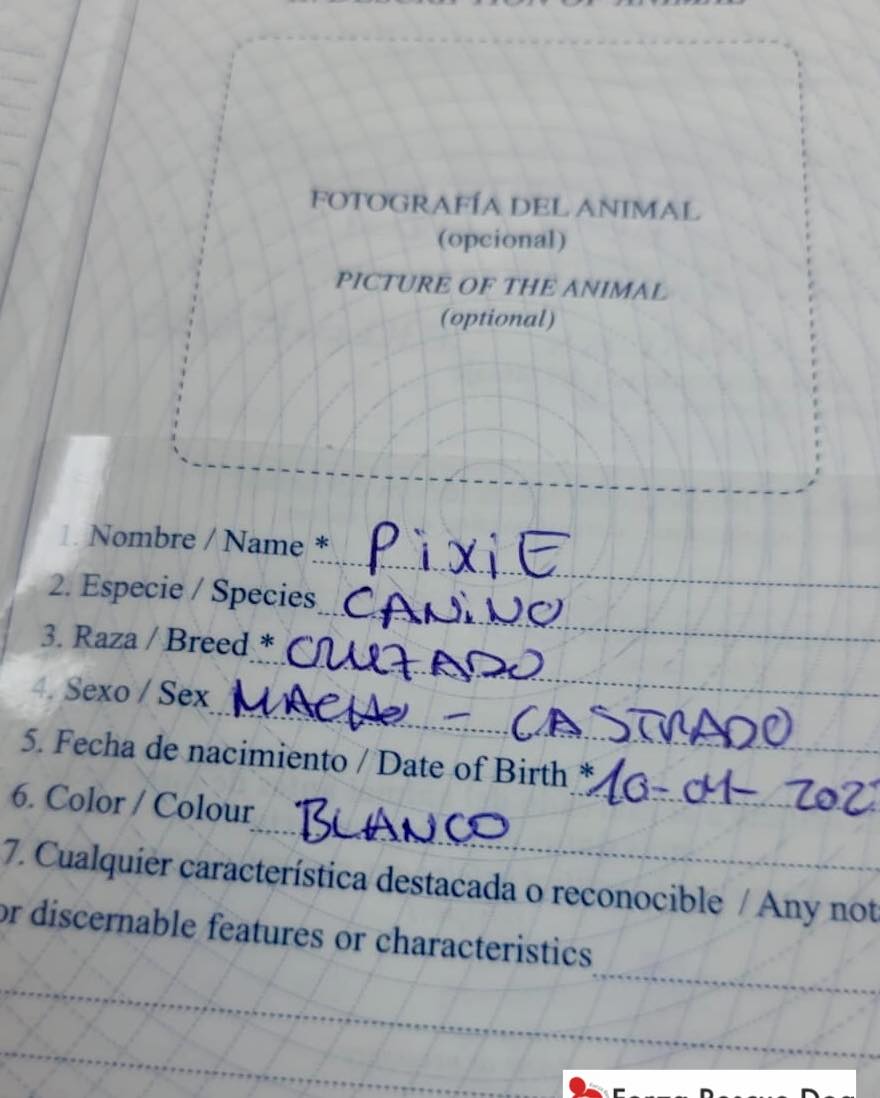 FOTOGRAFÍA DEL ANIMAL
(opcional)
PICTURE OF THE ANIMAL
(optional)
1. Nombre / Name * PixiE
2. Especie / Species CANiNO
3. Raza / Breed * CRUZADO
4. Sexo / Sex MACHO - CASTRADO
5. Fecha de nacimiento / Date of Birth * 10-01-202
6. Color / Colour BLANCO
7. Cualquier característica destacada o reconocible / Any not
or discernable features or characteristics